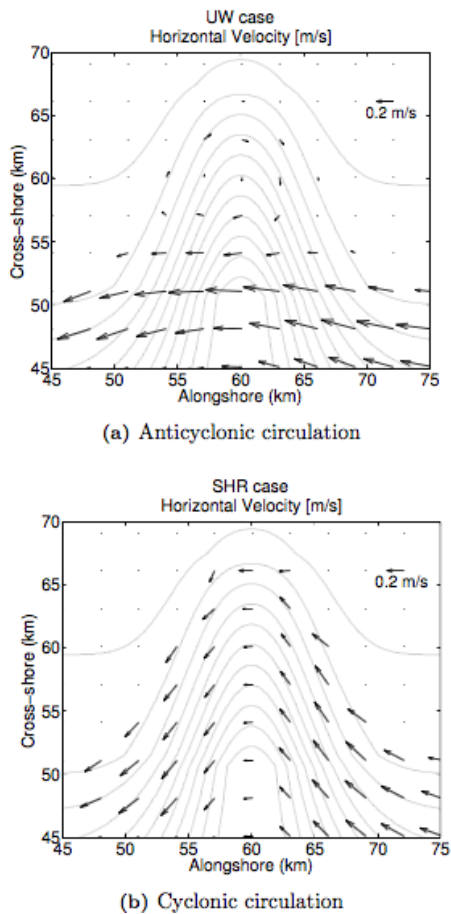 UW case
Horizontal Velocity [m/s]
70
65
60
55
50
45
Cross-shore (km)
0.2 m/s
45 50 55 60 65 70 75
Alongshore (km)
(a) Anticyclonic circulation
SHR case
Horizontal Velocity [m/s]
70
65
60
55
50
45
Cross-shore (km)
0.2 m/s
45 50 55 60 65 70 75
Alongshore (km)
(b) Cyclonic circulation